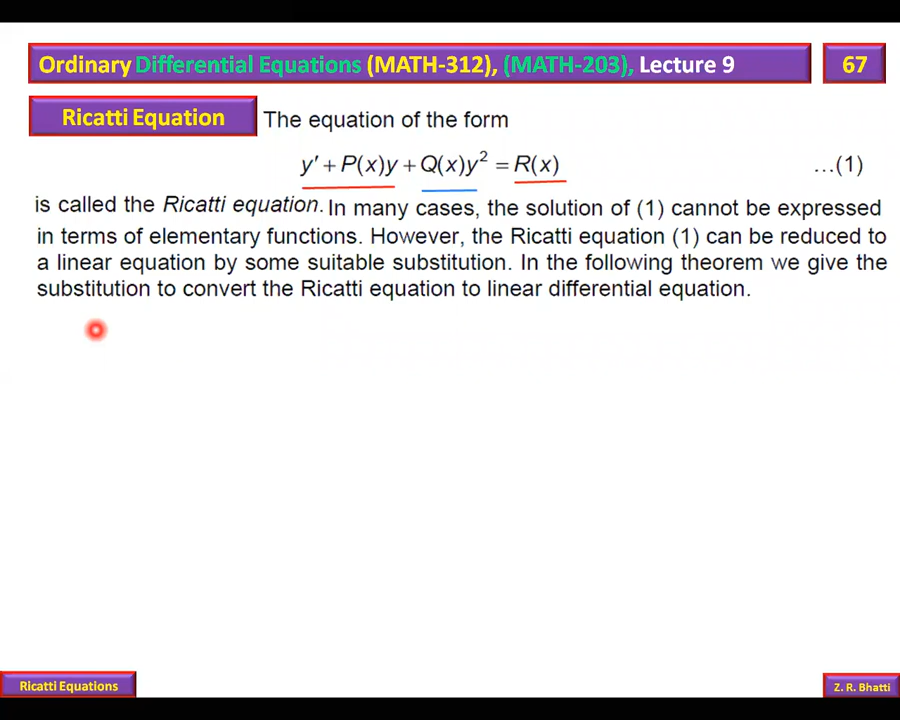 Ordinary Differential Equations (MATH-312), (MATH-203), Lecture 9
67
Ricatti Equation The equation of the form
y′ + P(x)y + Q(x)y² = R(x) ...(1)
is called the Ricatti equation. In many cases, the solution of (1) cannot be expressed
in terms of elementary functions. However, the Ricatti equation (1) can be reduced to
a linear equation by some suitable substitution. In the following theorem we give the
substitution to convert the Ricatti equation to linear differential equation.
Ricatti Equations
Z. R. Bhatti